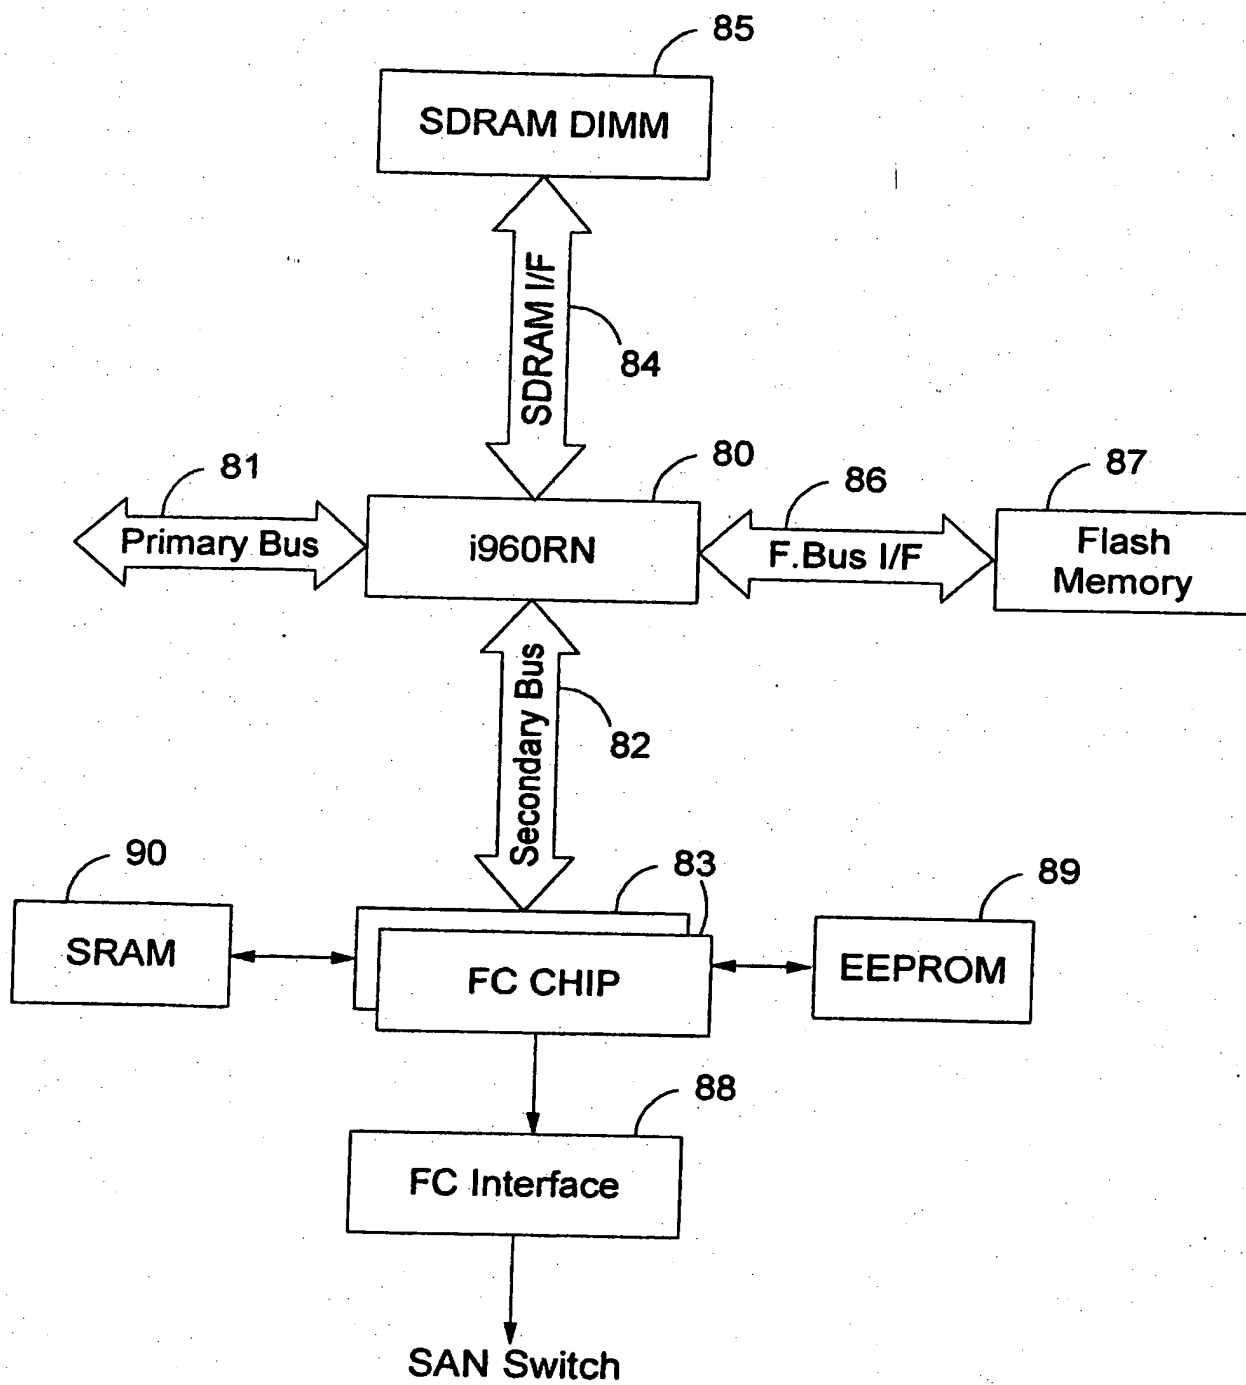 85
SDRAM DIMM
SDRAM I/F
84
81
80
86
87
Primary Bus
i960RN
F.Bus I/F
Flash
Memory
Secondary Bus
82
90
83
89
SRAM
FC CHIP
EEPROM
88
FC Interface
SAN Switch